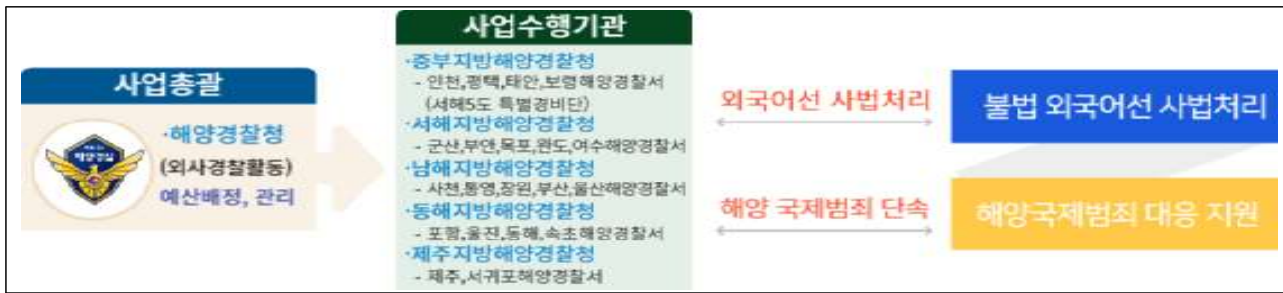 사업총괄
·해양경찰청
(외사경찰활동)
예산배정, 관리
사업수행기관
·중부지방해양경찰청
- 인천,평택,태안,보령해양경찰서
(서해5도 특별경비단)
·서해지방해양경찰청
- 군산,부안,목포,완도,여수해양경찰서
·남해지방해양경찰청
- 사천,통영,창원,부산,울산해양경찰서
·동해지방해양경찰청
- 포항,울진,동해,속초해양경찰서
·제주지방해양경찰청
- 제주,서귀포해양경찰서
외국어선 사법처리
해양 국제범죄 단속
불법 외국어선 사법처리
해양국제범죄 대응 지원